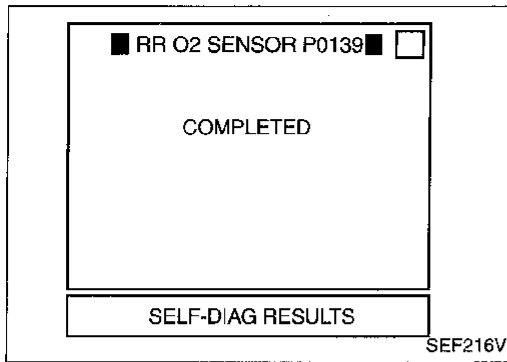 RR O2 SENSOR P0139
COMPLETED
SELF-DIAG RESULTS
SEF216V